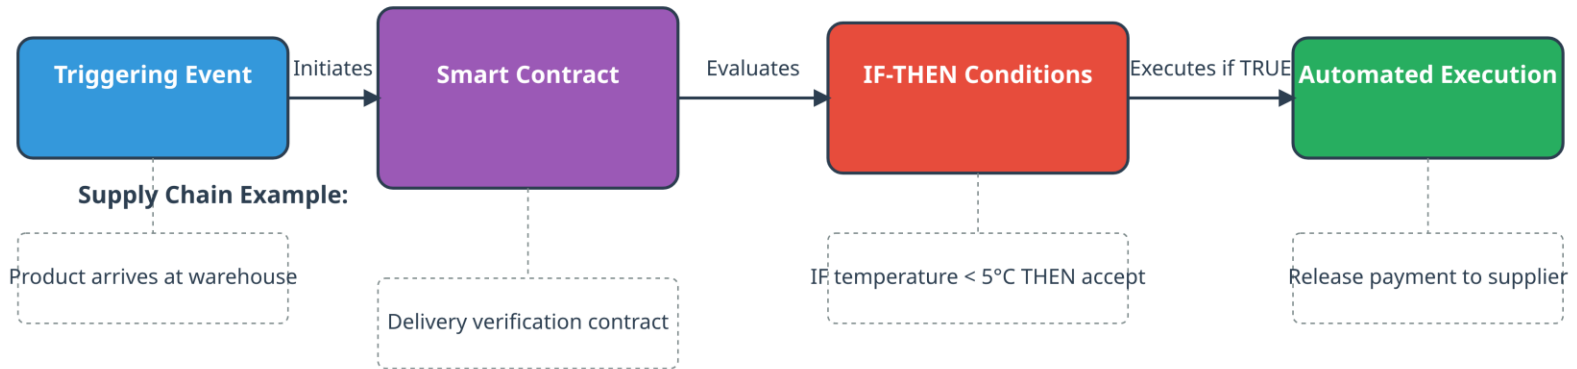 Triggering Event
Initiates
Smart Contract
Evaluates
IF-THEN Conditions
Executes if TRUE
Automated Execution
Supply Chain Example:
Product arrives at warehouse
Delivery verification contract
IF temperature < 5°C THEN accept
Release payment to supplier